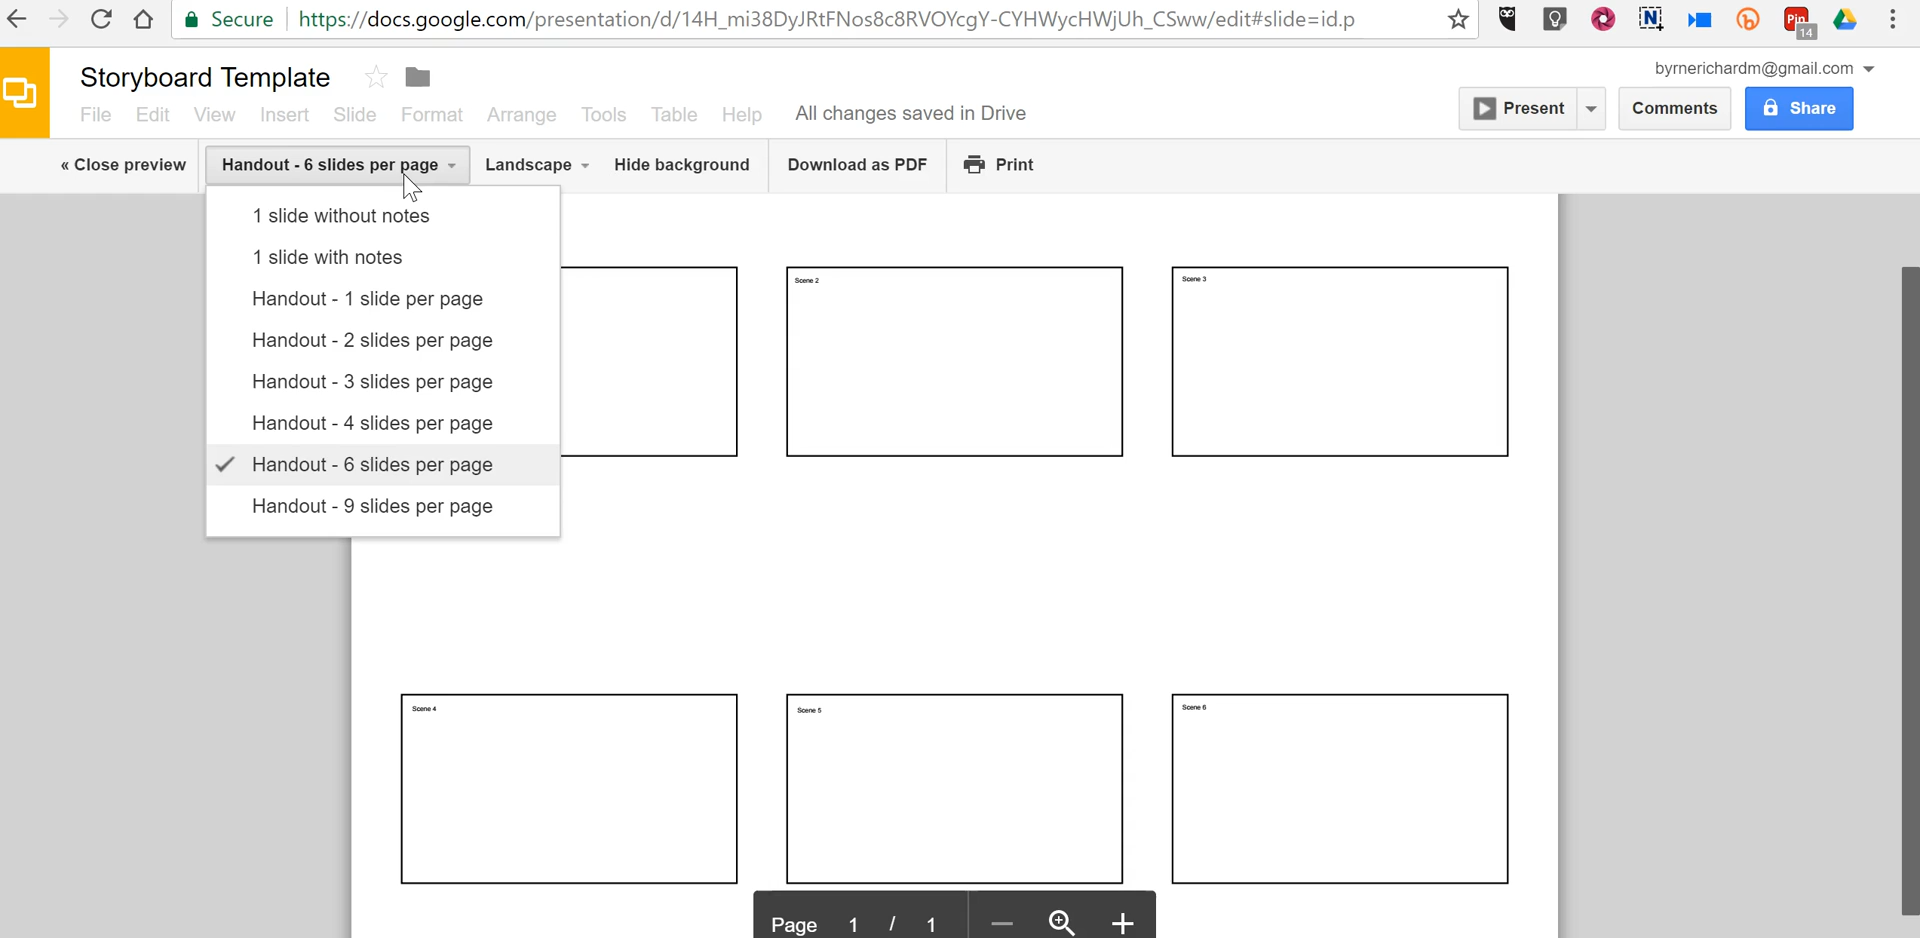 Secure https://docs.google.com/presentation/d/14H_mi38DyJRtFNos8c8RVOYcgY-CYHWycHWjUh_CSww/edit#slide=id.p
N
Pin
14
Storyboard Template
byrnerichardm@gmail.com
File Edit View Insert Slide Format Arrange Tools Table Help All changes saved in Drive
Present Comments Share
« Close preview Handout - 6 slides per page Landscape Hide background Download as PDF Print
1 slide without notes
1 slide with notes
Handout - 1 slide per page
Handout - 2 slides per page
Handout - 3 slides per page
Handout - 4 slides per page
Handout - 6 slides per page
Handout - 9 slides per page
Scene 2
Scene 3
Scene 4
Scene 5
Scene 6
Page 1 / 1